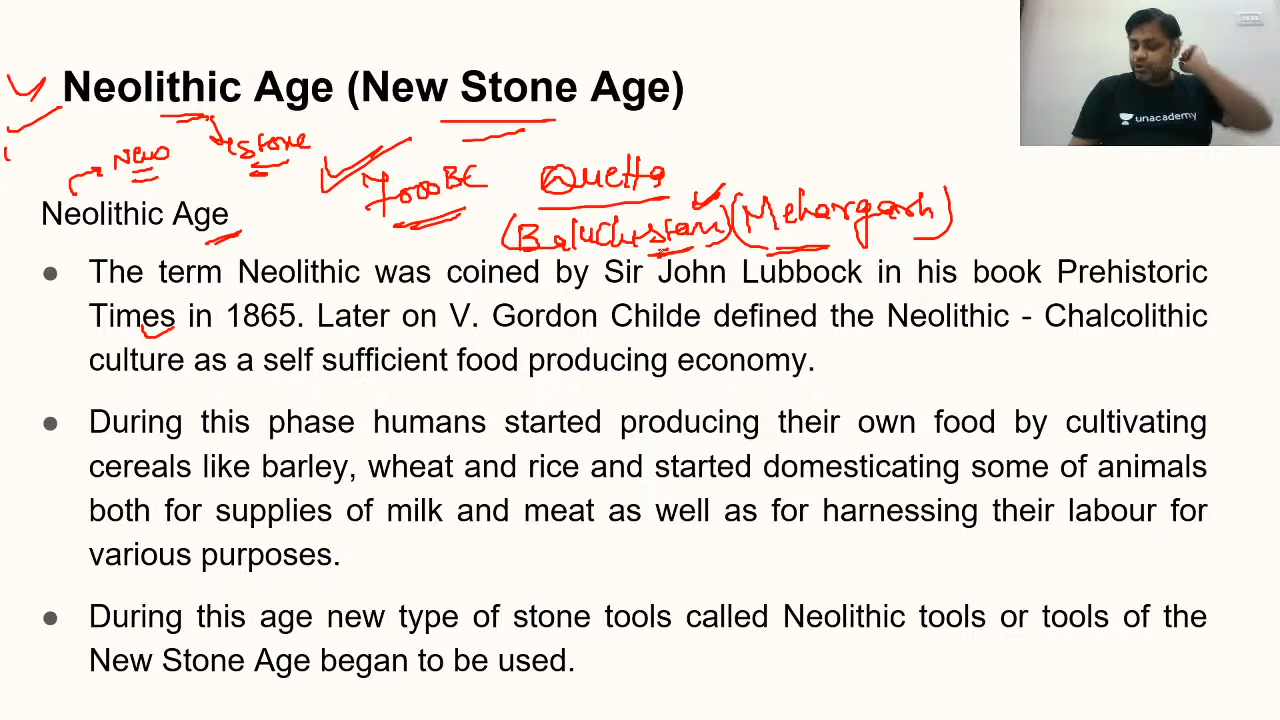 Neolithic Age (New Stone Age)
New
Stone
7000 BC
Quetta
(Baluchistan) (Mehargarh)
unacademy
Neolithic Age
● The term Neolithic was coined by Sir John Lubbock in his book Prehistoric
Times in 1865. Later on V. Gordon Childe defined the Neolithic - Chalcolithic
culture as a self sufficient food producing economy.
● During this phase humans started producing their own food by cultivating
cereals like barley, wheat and rice and started domesticating some of animals
both for supplies of milk and meat as well as for harnessing their labour for
various purposes.
● During this age new type of stone tools called Neolithic tools or tools of the
New Stone Age began to be used.